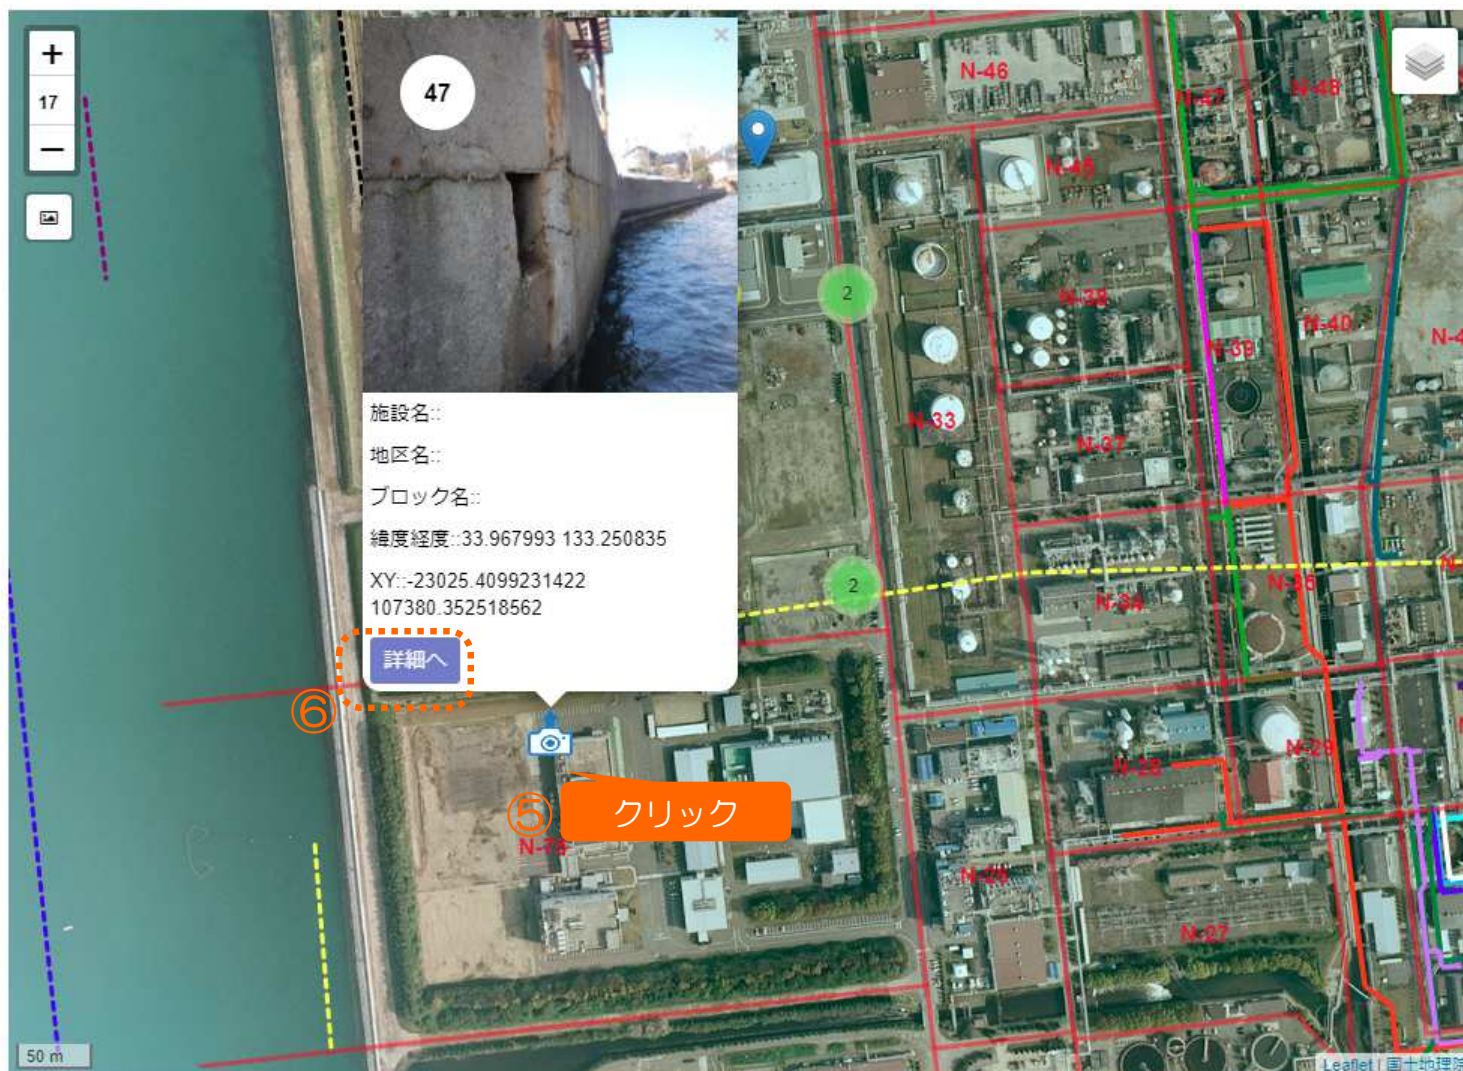 +
17
−
47
×
施設名::
地区名::
ブロック名::
緯度経度::33.967993 133.250835
XY::-23025.4099231422
107380.352518562
詳細へ
⑥
⑤
クリック
2
2
N-46
N-47
N-48
N-45
N-38
N-39
N-40
N-33
N-37
N-34
N-35
N-28
N-29
N-26
N-27
50 m
Leaflet | 国土地理院